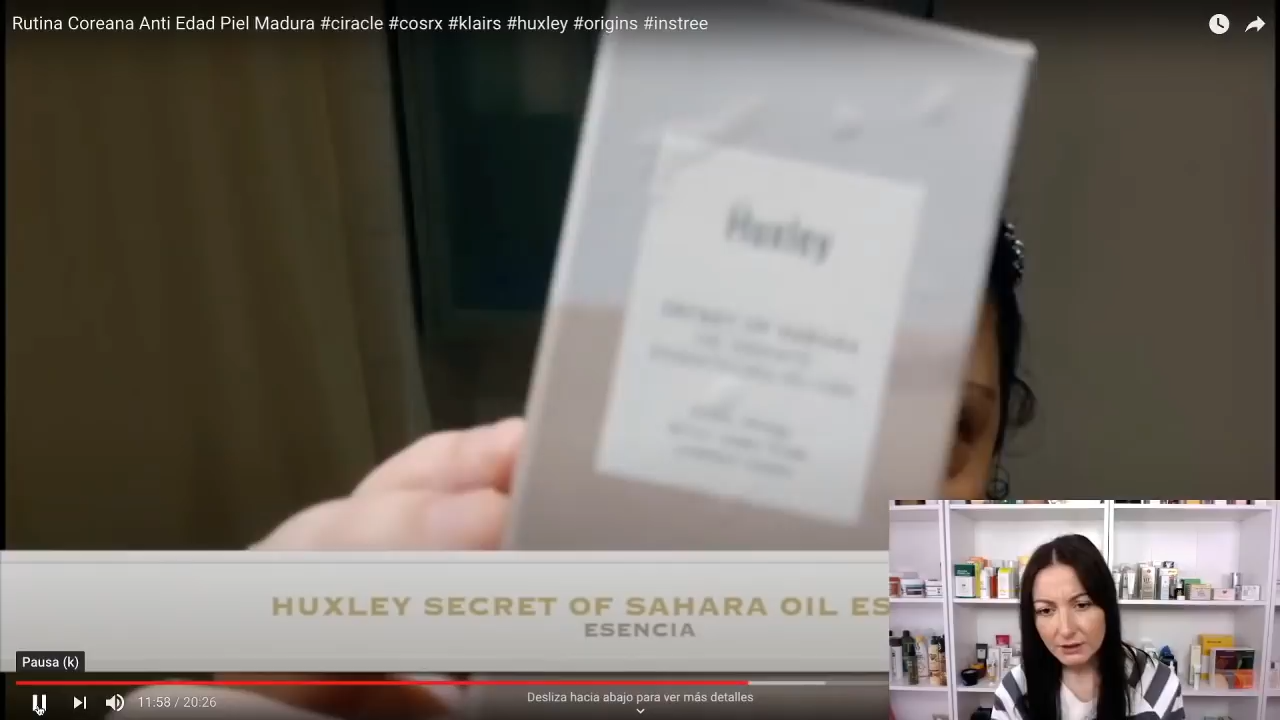 Rutina Coreana Anti Edad Piel Madura #ciracle #cosrx #klairs #huxley #origins #instree
Huxley
HUXLEY SECRET OF SAHARA OIL ES
ESENCIA
Pausa (k)
11:58 / 20:26
Desliza hacia abajo para ver más detalles